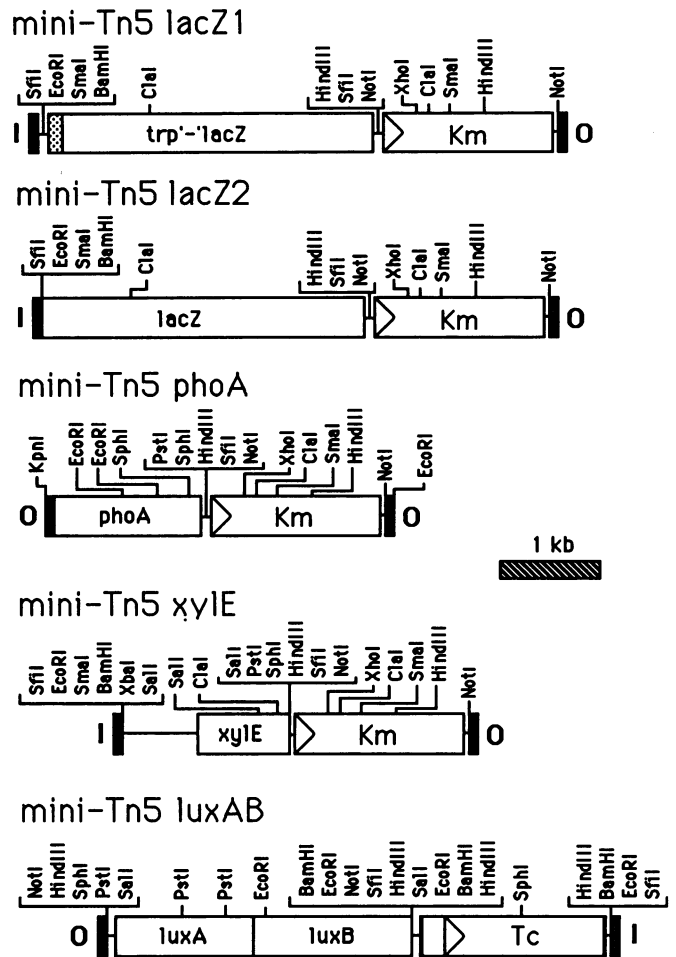 mini-Tn5 lacZ1
SfiI EcoRI SmaI BamHI ClaI HindIII SfiI NotI XhoI ClaI SmaI HindIII NotI
I trp'-'lacZ Km O
mini-Tn5 lacZ2
SfiI EcoRI SmaI BamHI ClaI HindIII SfiI NotI XhoI ClaI SmaI HindIII NotI
I lacZ Km O
mini-Tn5 phoA
KpnI EcoRI EcoRI SphI PstI SphI HindIII SfiI NotI XhoI ClaI SmaI HindIII NotI EcoRI
O phoA Km O
1 kb
mini-Tn5 xylE
SfiI EcoRI SmaI BamHI XbaI SalI SalI ClaI SalI PstI SphI HindIII SfiI NotI XhoI ClaI SmaI HindIII NotI
I xylE Km O
mini-Tn5 luxAB
NotI HindIII SphI PstI SalI PstI PstI EcoRI BamHI EcoRI NotI SfiI HindIII SalI EcoRI BamHI HindIII SphI HindIII BamHI EcoRI SfiI
O luxA luxB Tc I